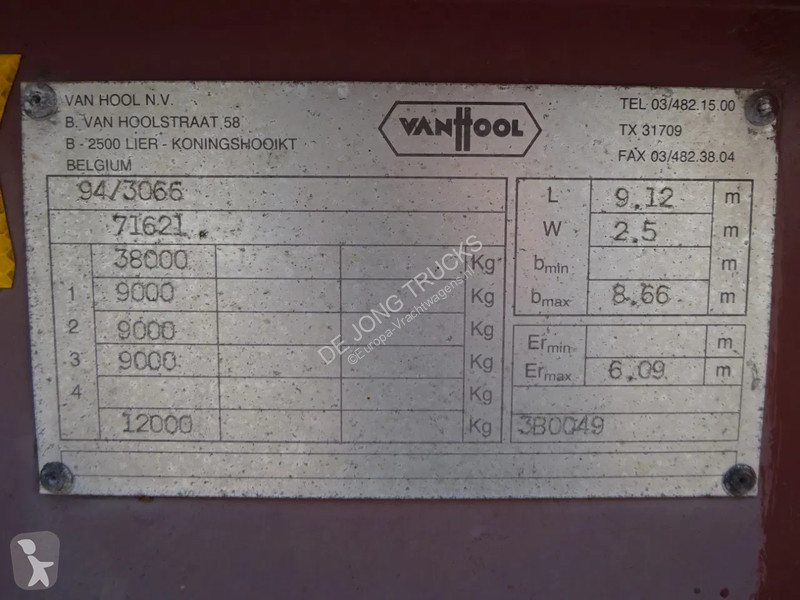 VAN HOOL N.V.
B. VAN HOOLSTRAAT 58
B - 2500 LIER - KONINGSHOOIKT
BELGIUM
VANHOOL
TEL 03/482.15.00
TX 31709
FAX 03/482.38.04
94/3066
71621.
38000 Kg
1 9000 Kg
2 9000 Kg
3 9000 Kg
4 Kg
12000 Kg
L 9.12 m
W 2.5 m
bmin m
bmax 8.66 m
Ermin m
Ermax 6.09 m
3B0049
DE JONG TRUCKS
©Europa-Vrachtwagens.nl